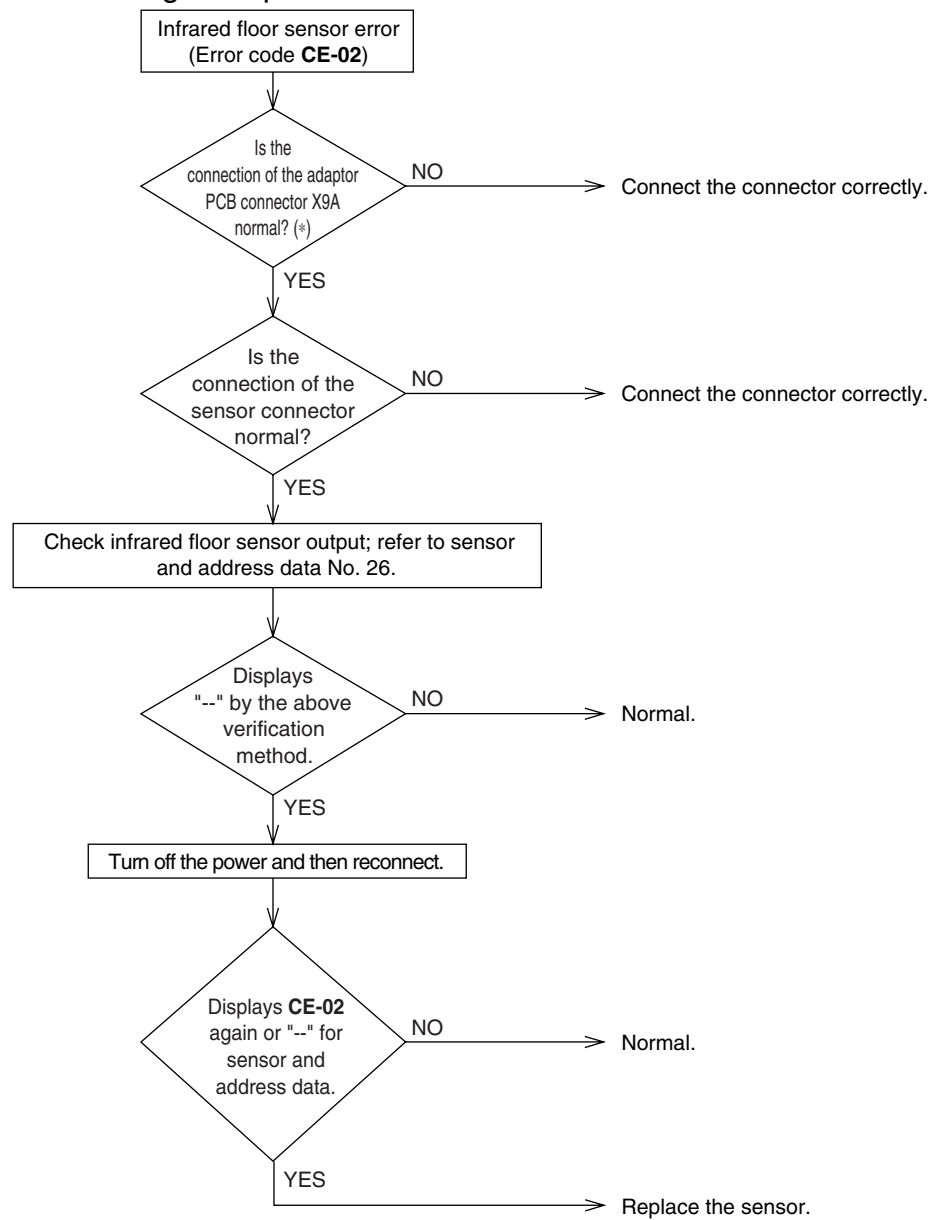 Infrared floor sensor error
(Error code CE-02)
Is the
connection of the adaptor
PCB connector X9A
normal? (*)
NO
Connect the connector correctly.
YES
Is the
connection of the
sensor connector
normal?
NO
Connect the connector correctly.
YES
Check infrared floor sensor output; refer to sensor
and address data No. 26.
Displays
"--" by the above
verification
method.
NO
Normal.
YES
Turn off the power and then reconnect.
Displays CE-02
again or "--" for
sensor and
address data.
NO
Normal.
YES
Replace the sensor.